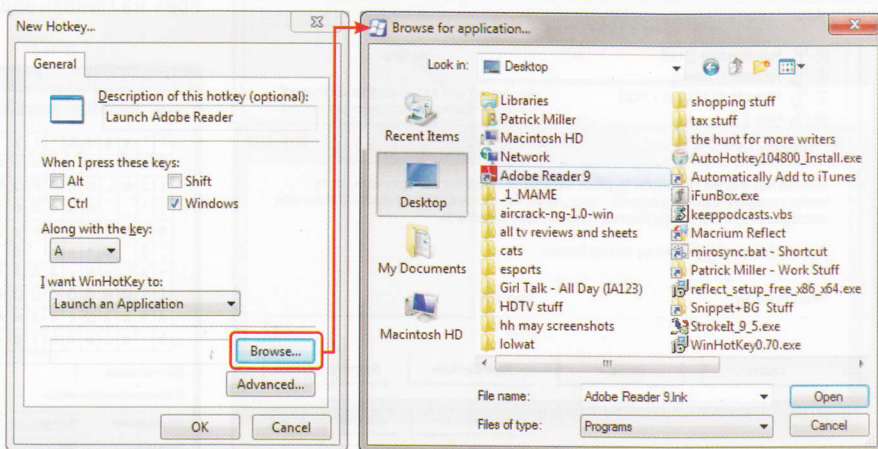 New Hotkey...
General
Description of this hotkey (optional):
Launch Adobe Reader
When I press these keys:
Alt
Shift
Ctrl
Windows
Along with the key:
A
I want WinHotKey to:
Launch an Application
Browse...
Advanced...
OK
Cancel
Browse for application...
Look in:
Desktop
Recent Items
Desktop
My Documents
Macintosh HD
Libraries
Patrick Miller
Macintosh HD
Network
Adobe Reader 9
_1_MAME
aircrack-ng-1.0-win
all tv reviews and sheets
cats
esports
Girl Talk - All Day (IA123)
HDTV stuff
hh may screenshots
lolwat
shopping stuff
tax stuff
the hunt for more writers
AutoHotkey104800_Install.exe
Automatically Add to iTunes
iFunBox.exe
keeppodcasts.vbs
Macrium Reflect
mirosync.bat - Shortcut
Patrick Miller - Work Stuff
reflect_setup_free_x86_x64.exe
Snippet+BG Stuff
StrokeIt_9_5.exe
WinHotKey0.70.exe
File name:
Adobe Reader 9.lnk
Open
Files of type:
Programs
Cancel